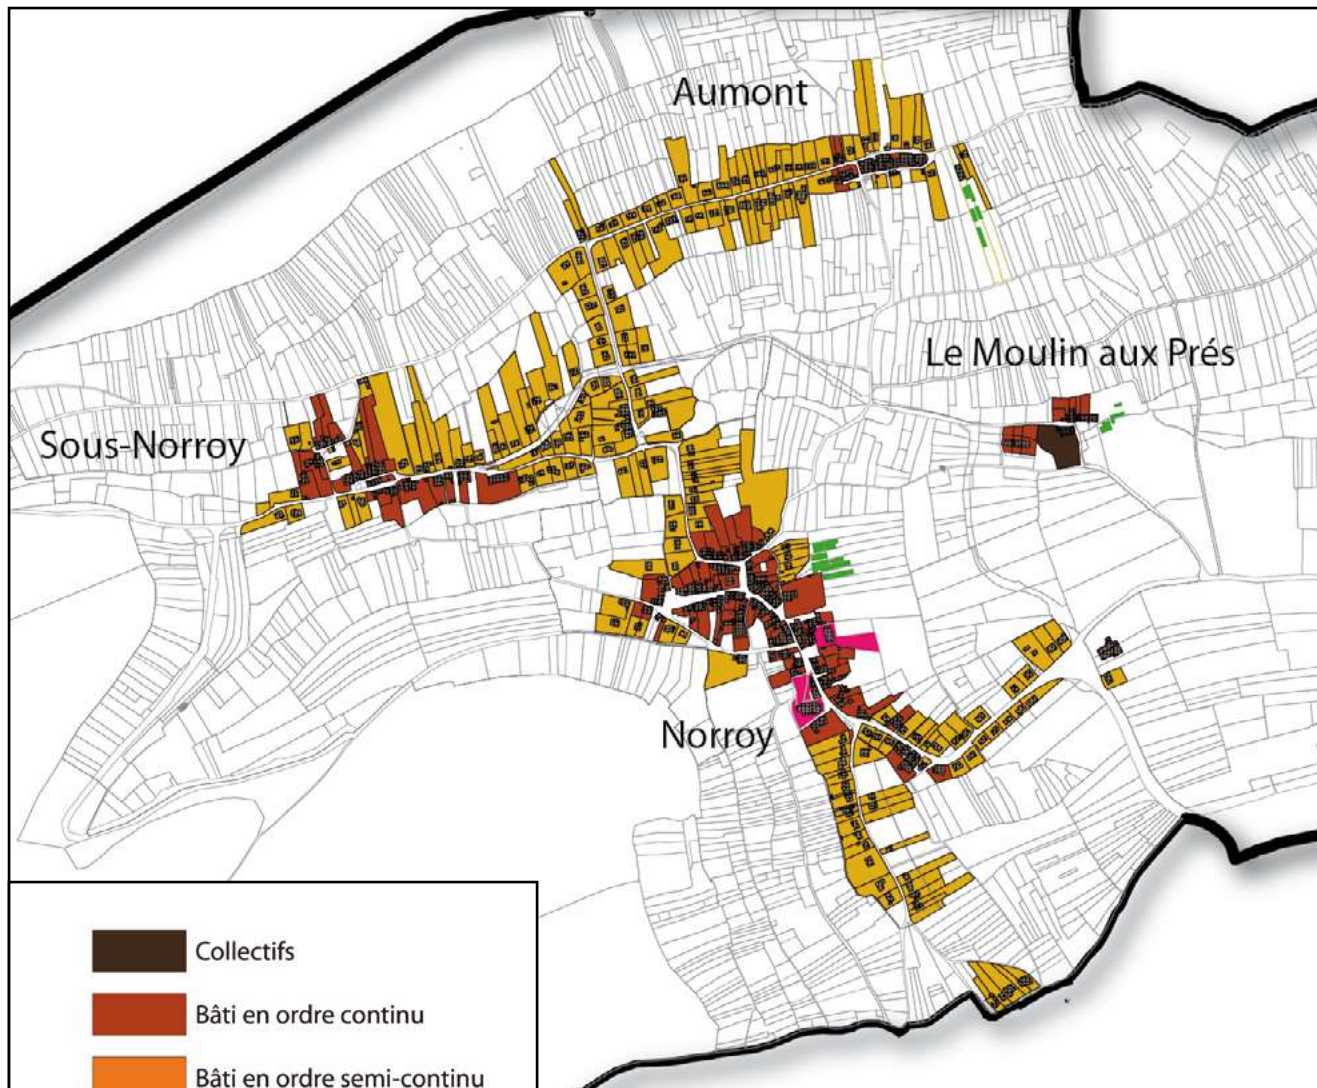 Aumont
Le Moulin aux Prés
Sous-Norroy
Norroy
Collectifs
Bâti en ordre continu
Bâti en ordre semi-continu